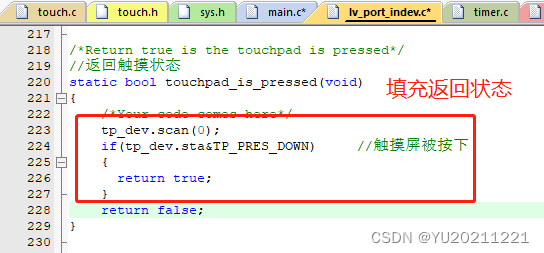 touch.c touch.h sys.h main.c* lv_port_indev.c* timer.c
217
218
219 /*Return true is the touchpad is pressed*/
//返回触摸状态
220 static bool touchpad_is_pressed(void)
填充返回状态
221 {
222 /*Your code comes here*/
223 tp_dev.scan(0);
224 if(tp_dev.sta&TP_PRES_DOWN) //触摸屏被按下
225 {
226 return true;
227 }
228 return false;
229 }
230
CSDN @YU20211221